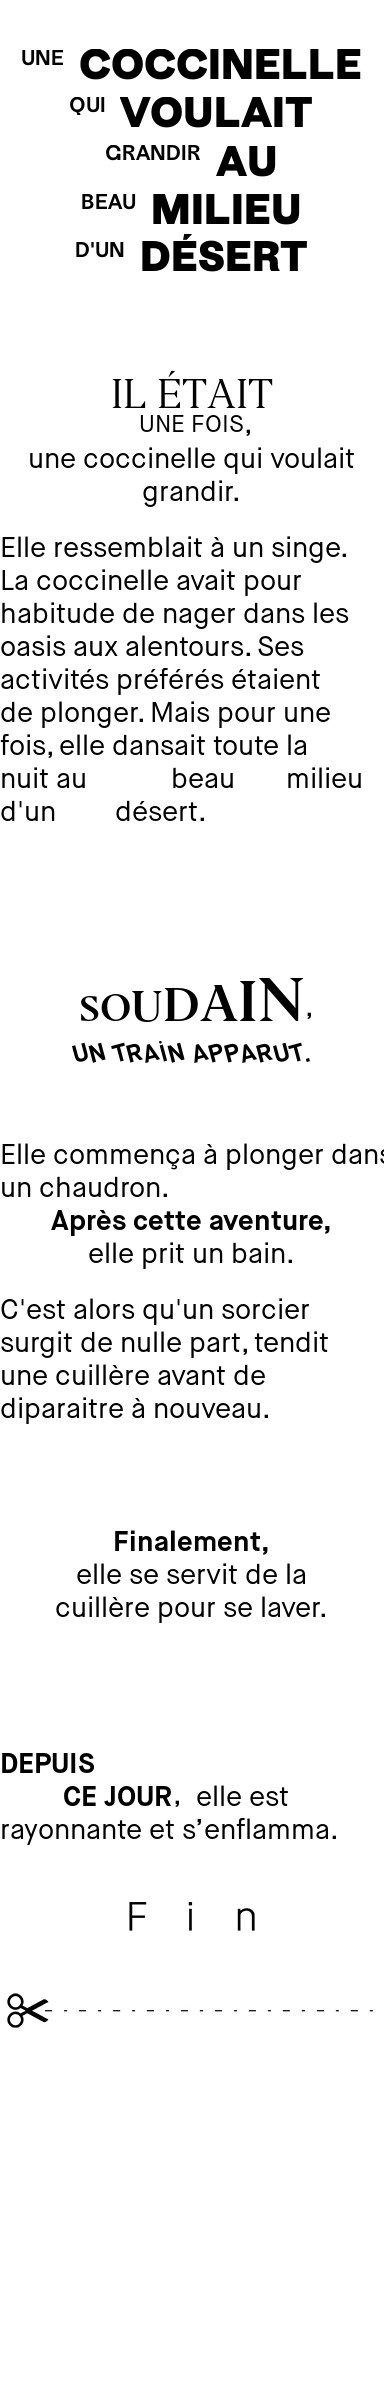 UNE COCCINELLE
QUI VOULAIT
GRANDIR AU
BEAU MILIEU
D'UN DÉSERT
IL ÉTAIT
UNE FOIS,
une coccinelle qui voulait
grandir.
Elle ressemblait à un singe.
La coccinelle avait pour
habitude de nager dans les
oasis aux alentours. Ses
activités préférés étaient
de plonger. Mais pour une
fois, elle dansait toute la
nuit au beau milieu
d'un désert.
SOUDAIN,
UN TRAiN APPARUT.
Elle commença à plonger dans
un chaudron.
Après cette aventure,
elle prit un bain.
C'est alors qu'un sorcier
surgit de nulle part, tendit
une cuillère avant de
diparaitre à nouveau.
Finalement,
elle se servit de la
cuillère pour se laver.
DEPUIS
CE JOUR, elle est
rayonnante et s’enflamma.
F i n